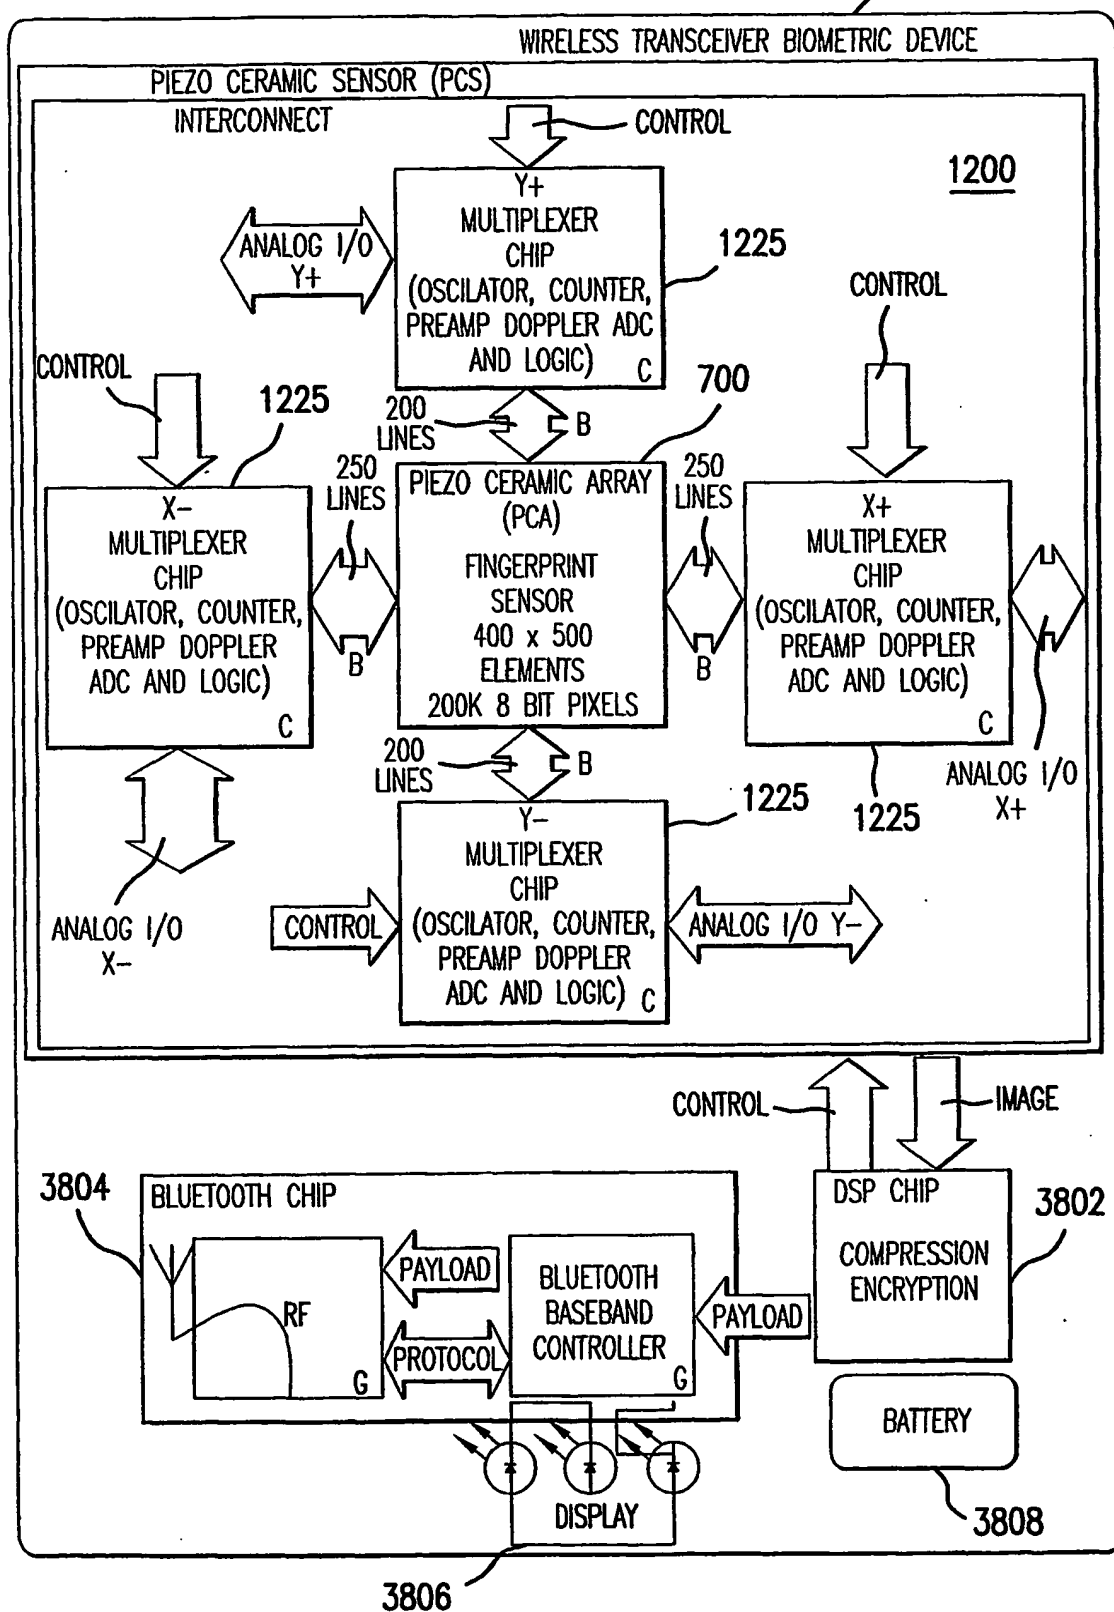 WIRELESS TRANSCEIVER BIOMETRIC DEVICE
PIEZO CERAMIC SENSOR (PCS)
INTERCONNECT
CONTROL
1200
Y+
MULTIPLEXER
CHIP
(OSCILATOR, COUNTER,
PREAMP DOPPLER ADC
AND LOGIC)
C
ANALOG I/O
Y+
1225
CONTROL
CONTROL
1225
200
LINES
B
700
250
LINES
B
X-
MULTIPLEXER
CHIP
(OSCILATOR, COUNTER,
PREAMP DOPPLER
ADC AND LOGIC)
C
PIEZO CERAMIC ARRAY
(PCA)
FINGERPRINT
SENSOR
400 x 500
ELEMENTS
200K 8 BIT PIXELS
250
LINES
B
X+
MULTIPLEXER
CHIP
(OSCILATOR, COUNTER,
PREAMP DOPPLER
ADC AND LOGIC)
C
200
LINES
B
1225
ANALOG I/O
X+
1225
ANALOG I/O
X-
CONTROL
Y-
MULTIPLEXER
CHIP
(OSCILATOR, COUNTER,
PREAMP DOPPLER
ADC AND LOGIC)
C
ANALOG I/O Y-
CONTROL
IMAGE
3804
BLUETOOTH CHIP
DSP CHIP
COMPRESSION
ENCRYPTION
3802
RF
G
PAYLOAD
PROTOCOL
BLUETOOTH
BASEBAND
CONTROLLER
G
PAYLOAD
BATTERY
3808
DISPLAY
3806